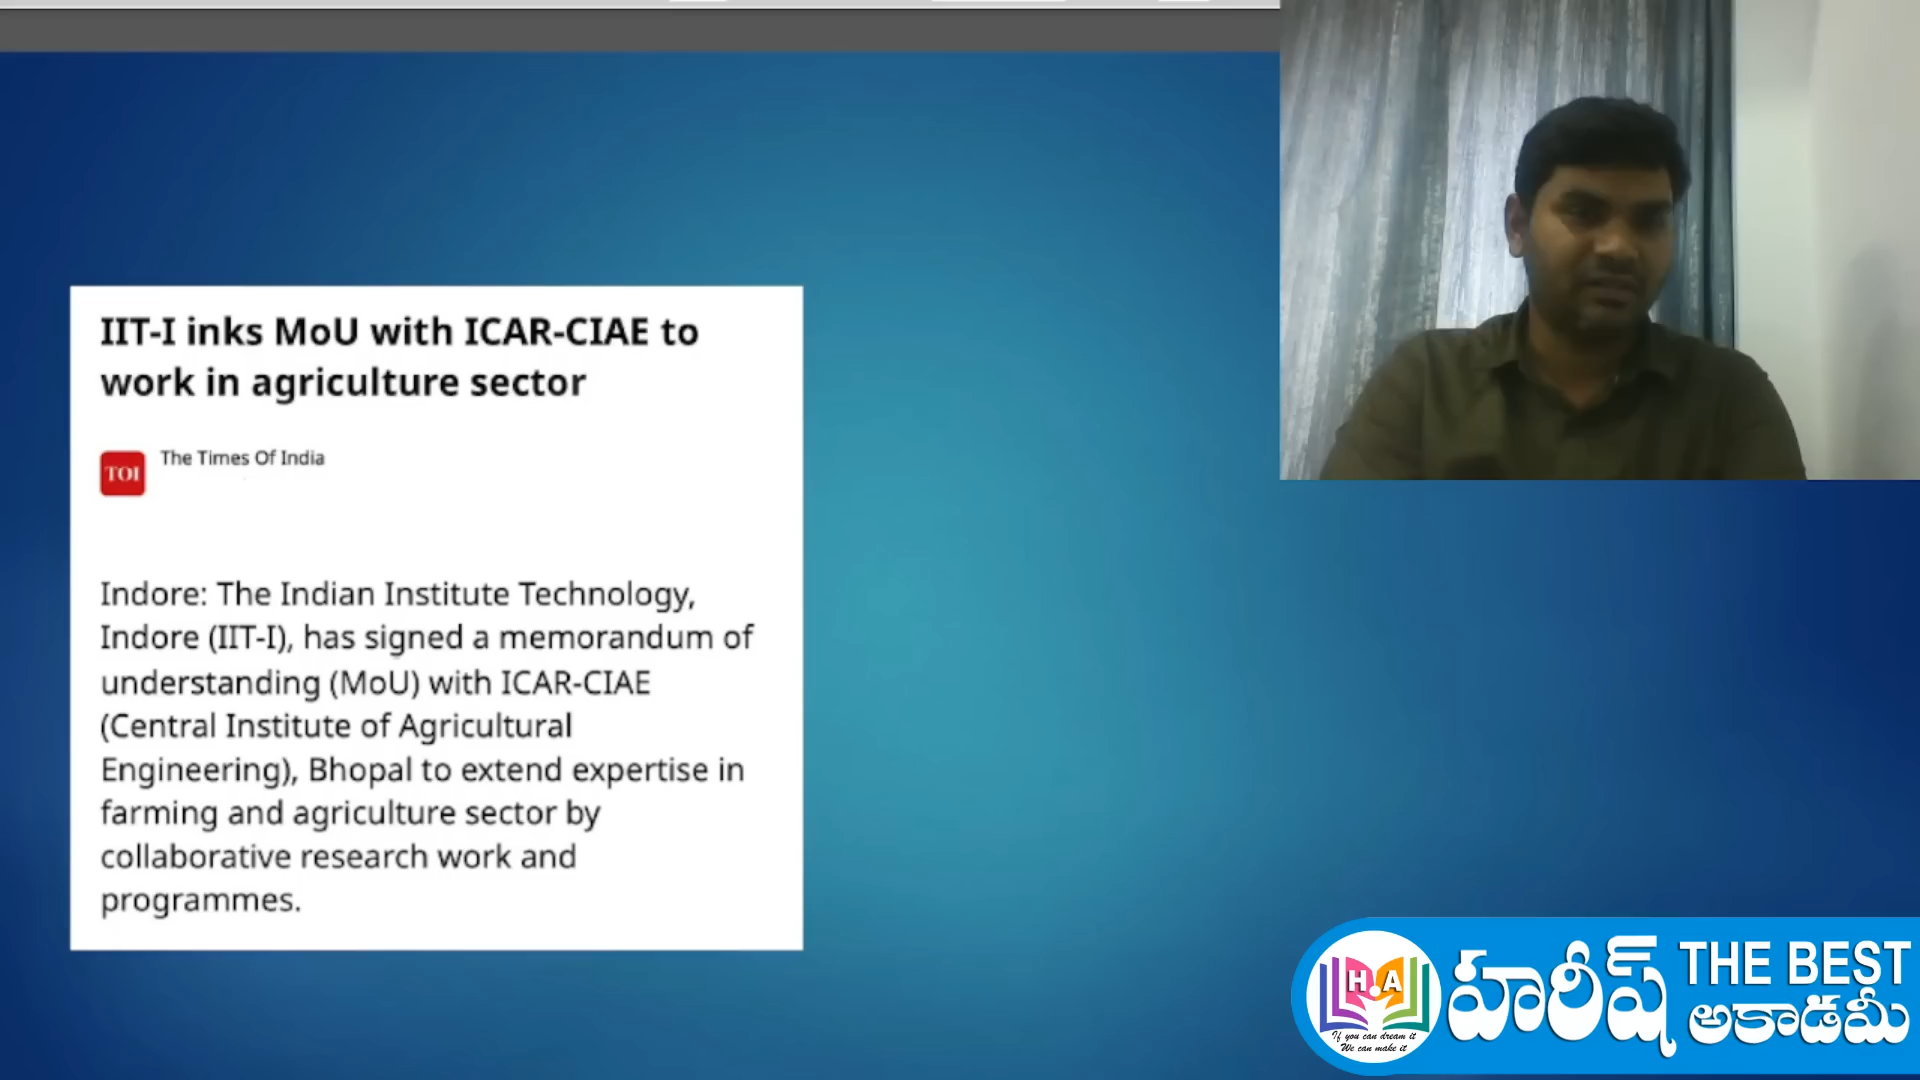 IIT-I inks MoU with ICAR-CIAE to
work in agriculture sector
TOI
The Times Of India
Indore: The Indian Institute Technology,
Indore (IIT-I), has signed a memorandum of
understanding (MoU) with ICAR-CIAE
(Central Institute of Agricultural
Engineering), Bhopal to extend expertise in
farming and agriculture sector by
collaborative research work and
programmes.
H.A
If you can dream it
We can make it
హరీష్
THE BEST
అకాడమీ